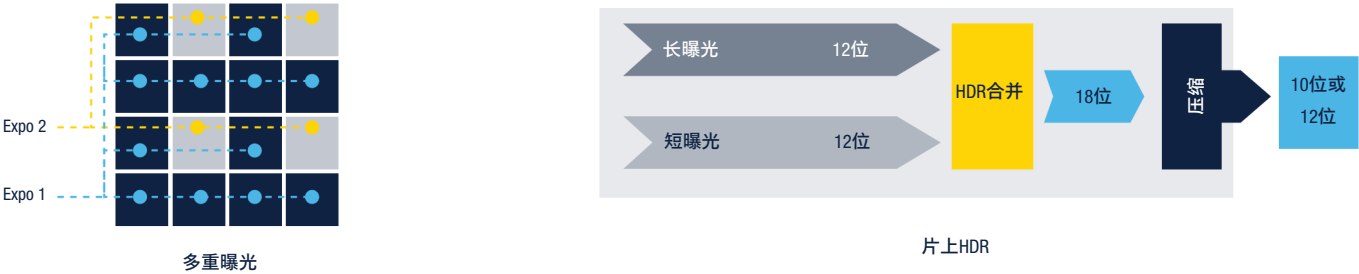 Expo 2
Expo 1
多重曝光
长曝光 12位
短曝光 12位
HDR合并
18位
压缩
10位或
12位
片上HDR